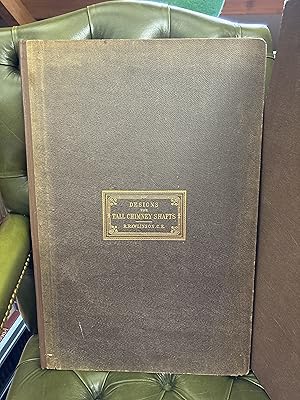 DESIGNS
FOR
TALL CHIMNEY SHAFTS
R. RAWLINSON, C.E.